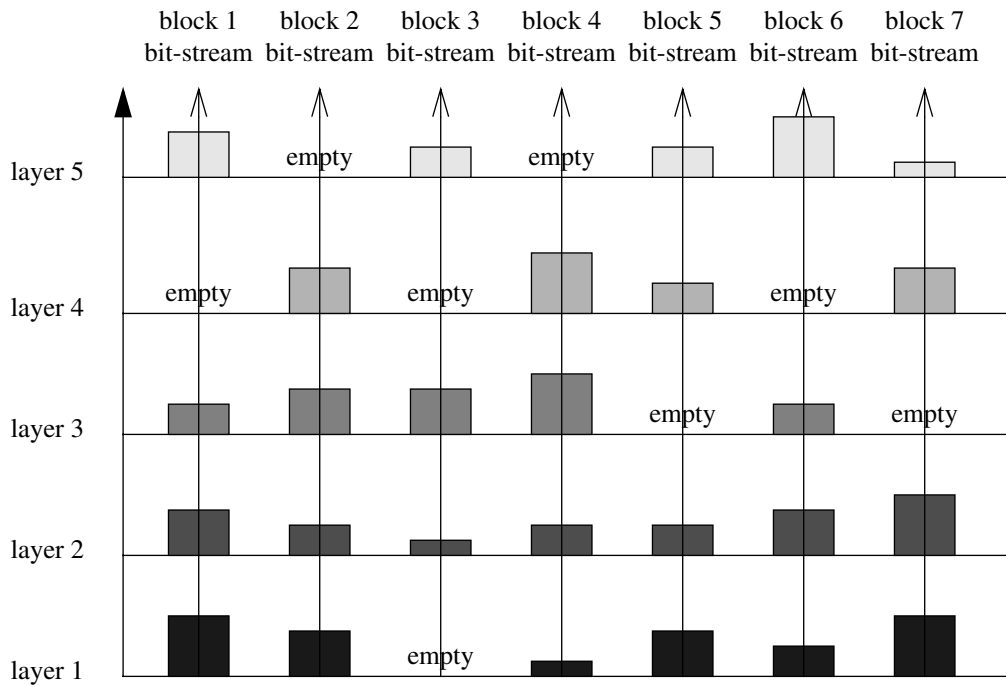 block 1 block 2 block 3 block 4 block 5 block 6 block 7
bit-stream bit-stream bit-stream bit-stream bit-stream bit-stream bit-stream
empty empty
layer 5
empty empty empty
layer 4
empty empty
layer 3
layer 2
empty
layer 1